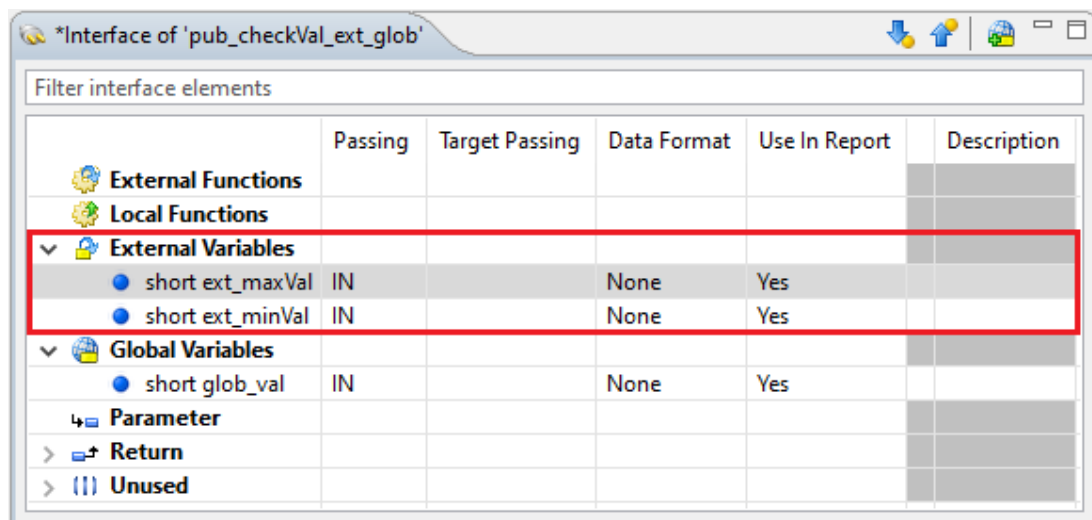 *Interface of 'pub_checkVal_ext_glob'
Filter interface elements
Passing Target Passing Data Format Use In Report Description
External Functions
Local Functions
External Variables
short ext_maxVal IN None Yes
short ext_minVal IN None Yes
Global Variables
short glob_val IN None Yes
Parameter
Return
Unused